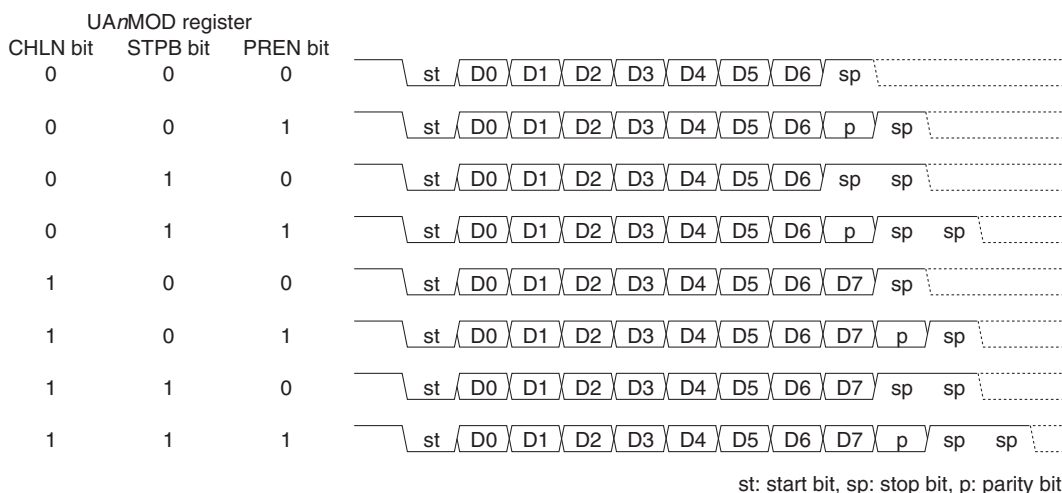 UAnMOD register
CHLN bit STPB bit PREN bit
0 0 0 st D0 D1 D2 D3 D4 D5 D6 sp
0 0 1 st D0 D1 D2 D3 D4 D5 D6 p sp
0 1 0 st D0 D1 D2 D3 D4 D5 D6 sp sp
0 1 1 st D0 D1 D2 D3 D4 D5 D6 p sp sp
1 0 0 st D0 D1 D2 D3 D4 D5 D6 D7 sp
1 0 1 st D0 D1 D2 D3 D4 D5 D6 D7 p sp
1 1 0 st D0 D1 D2 D3 D4 D5 D6 D7 sp sp
1 1 1 st D0 D1 D2 D3 D4 D5 D6 D7 p sp sp
st: start bit, sp: stop bit, p: parity bit